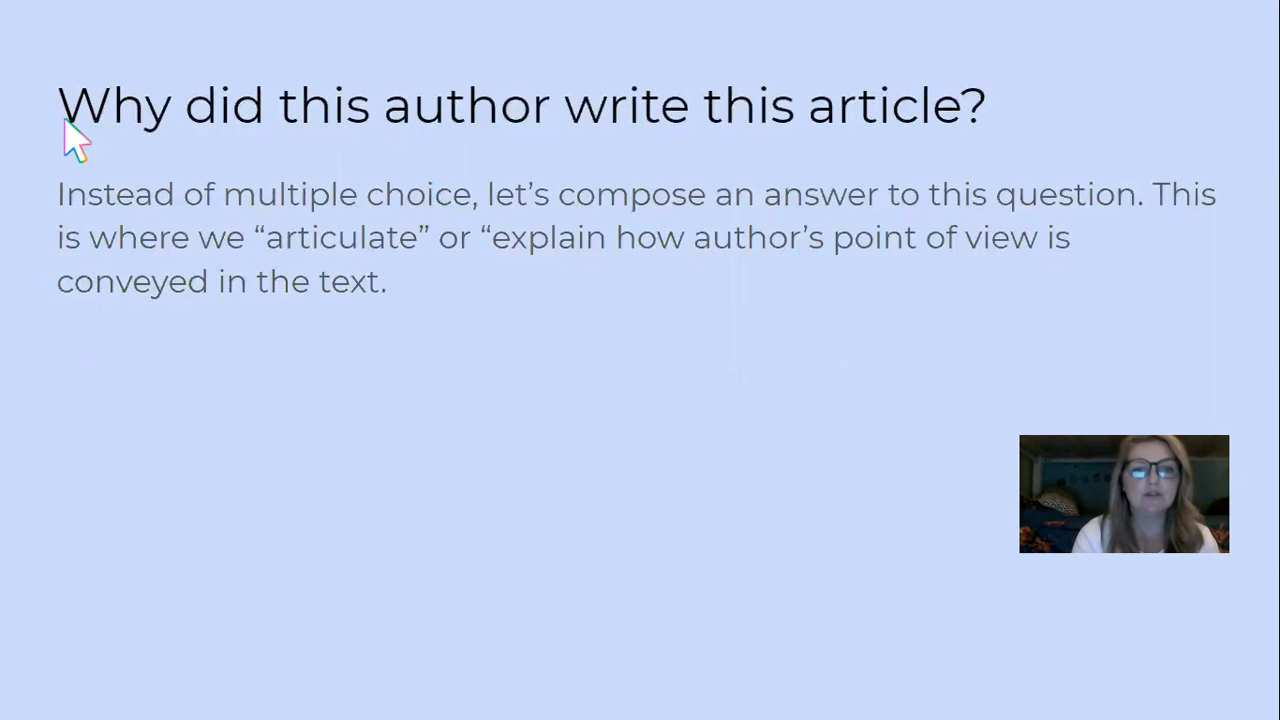 Why did this author write this article?
Instead of multiple choice, let’s compose an answer to this question. This
is where we “articulate” or “explain how author’s point of view is
conveyed in the text.